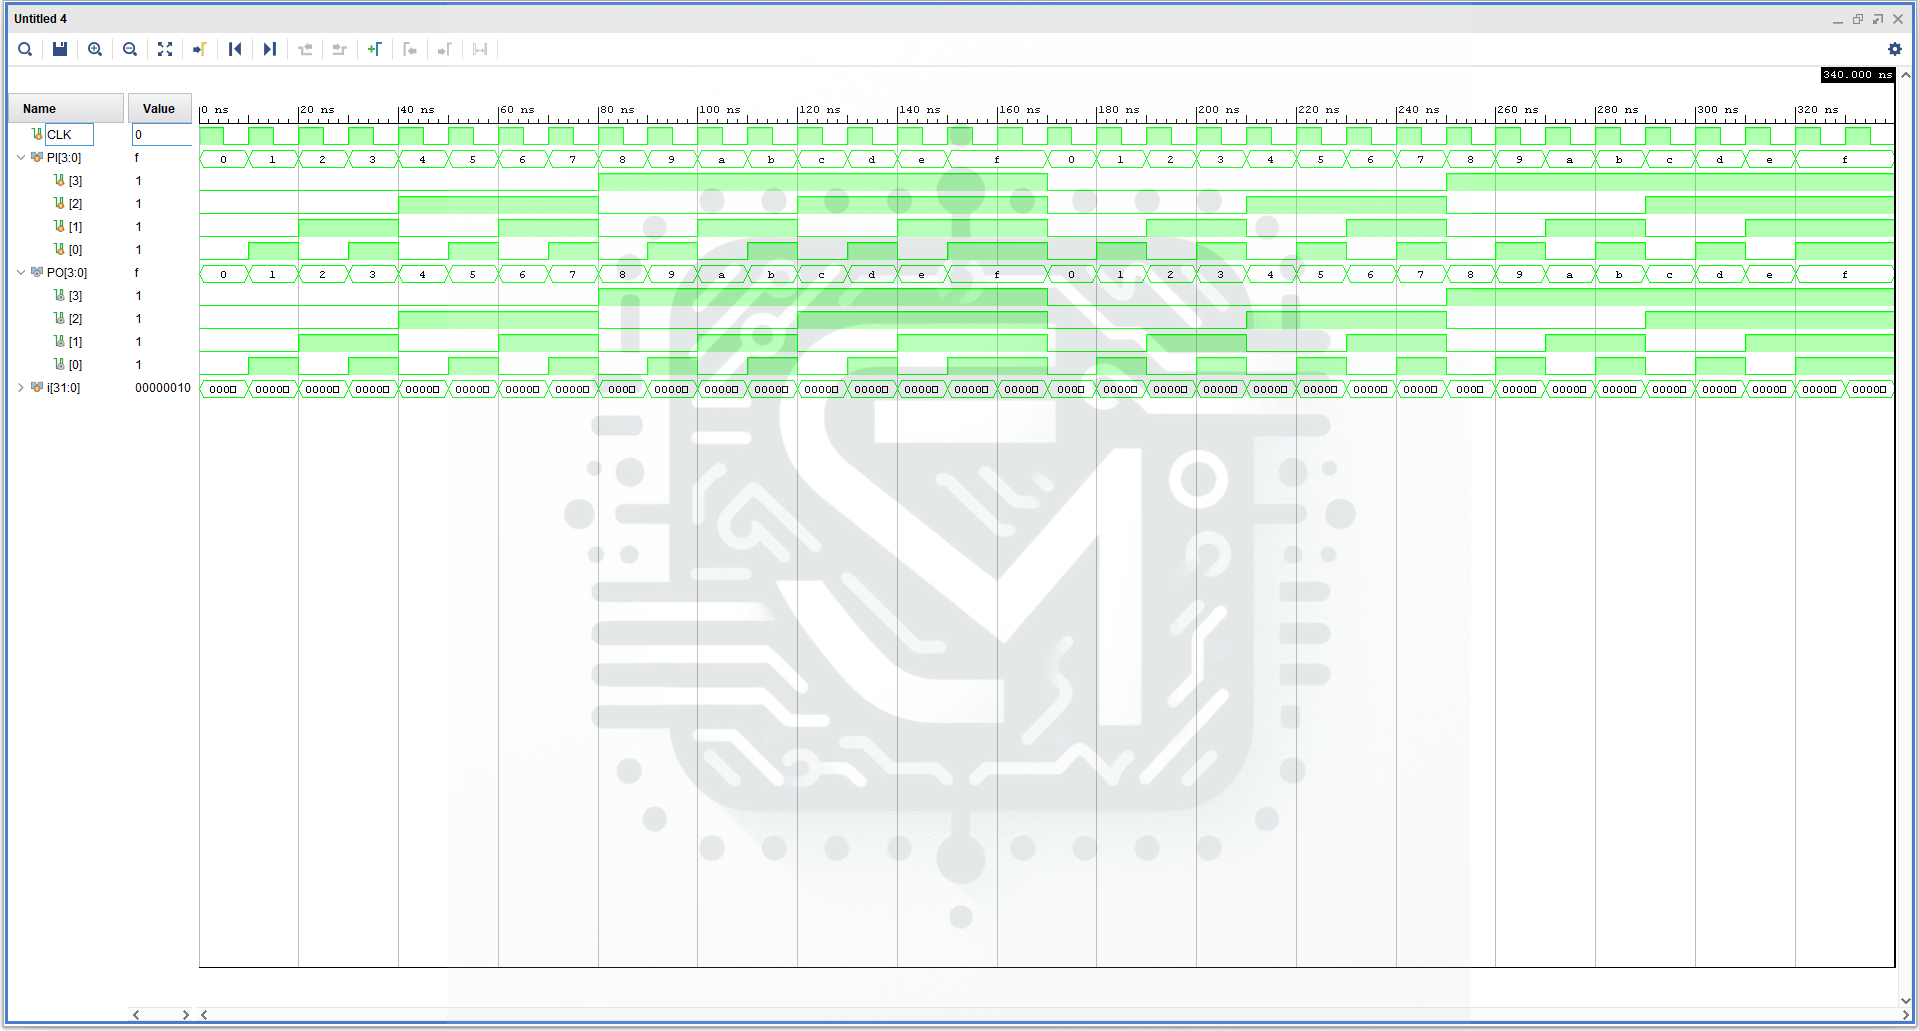 Untitled 4
340.000 ns
Name Value 0 ns 20 ns 40 ns 60 ns 80 ns 100 ns 120 ns 140 ns 160 ns 180 ns 200 ns 220 ns 240 ns 260 ns 280 ns 300 ns 320 ns
CLK 0
PI[3:0] f 0 1 2 3 4 5 6 7 8 9 a b c d e f 0 1 2 3 4 5 6 7 8 9 a b c d e f
[3] 1
[2] 1
[1] 1
[0] 1
PO[3:0] f 0 1 2 3 4 5 6 7 8 9 a b c d e f 0 1 2 3 4 5 6 7 8 9 a b c d e f
[3] 1
[2] 1
[1] 1
[0] 1
i[31:0] 00000010 0000 0000 0000 0000 0000 0000 0000 0000 000 0000 0000 0000 0000 0000 0000 0000 0000 000 0000 0000 0000 0000 0000 0000 0000 000 0000 0000 0000 0000 0000 0000 0000 0000